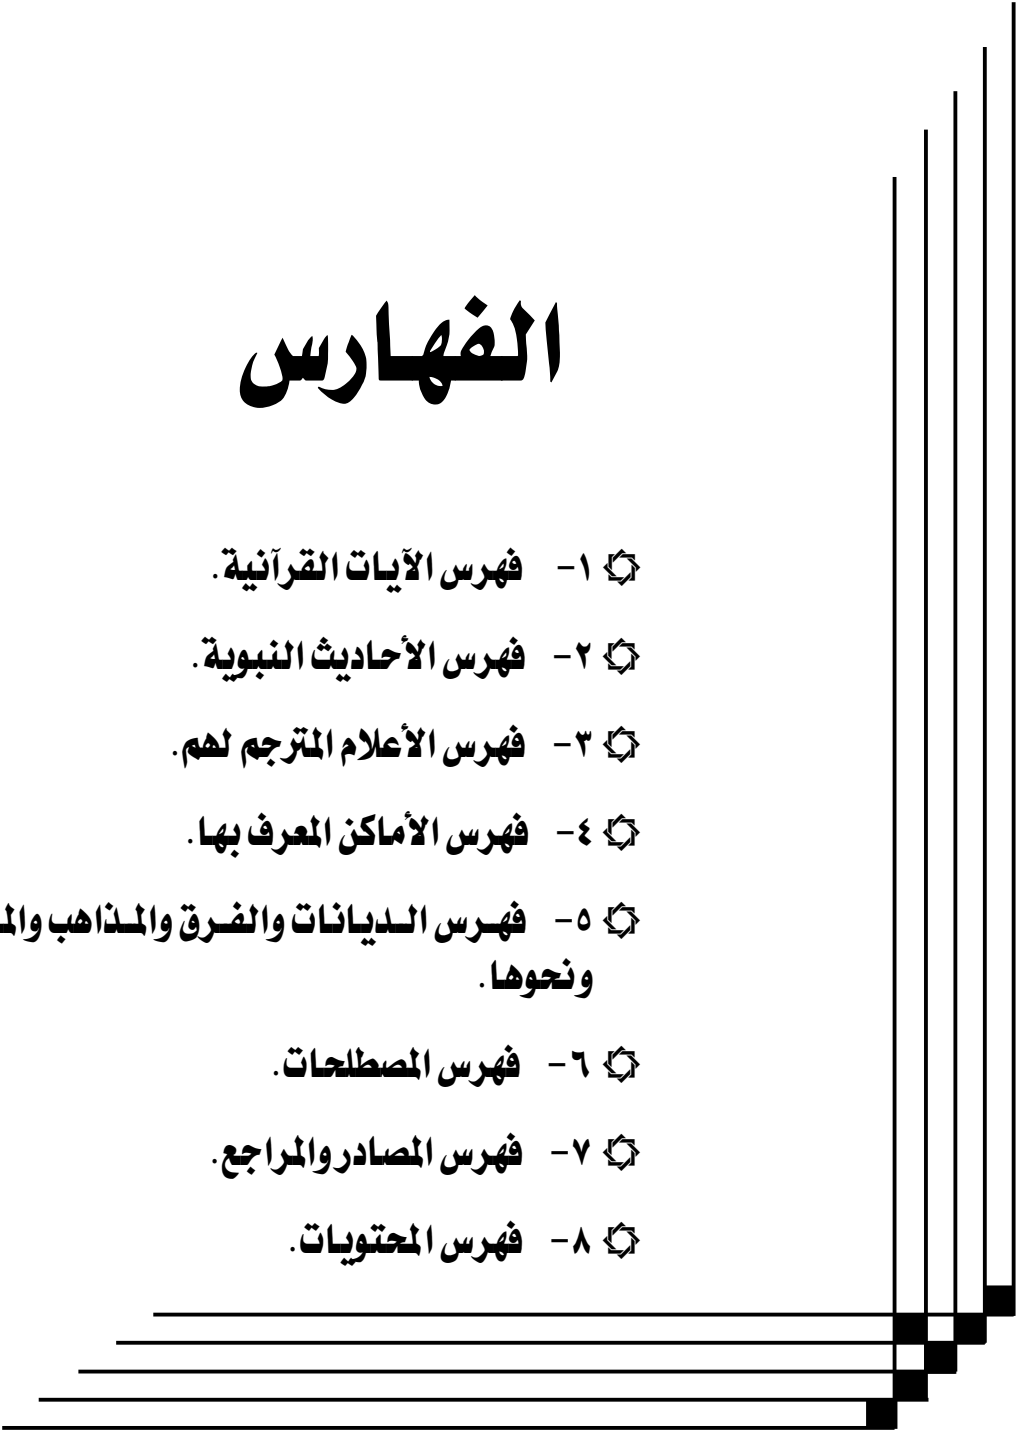 الفهارس
١- فهرس الآيات القرآنية.
٢- فهرس الأحاديث النبوية.
٣- فهرس الأعلام المترجم لهم.
٤- فهرس الأماكن المعرف بها.
٥- فهرس الديانات والفرق والمذاهب
ونحوها.
٦- فهرس المصطلحات.
٧- فهرس المصادر والمراجع.
٨- فهرس المحتويات.